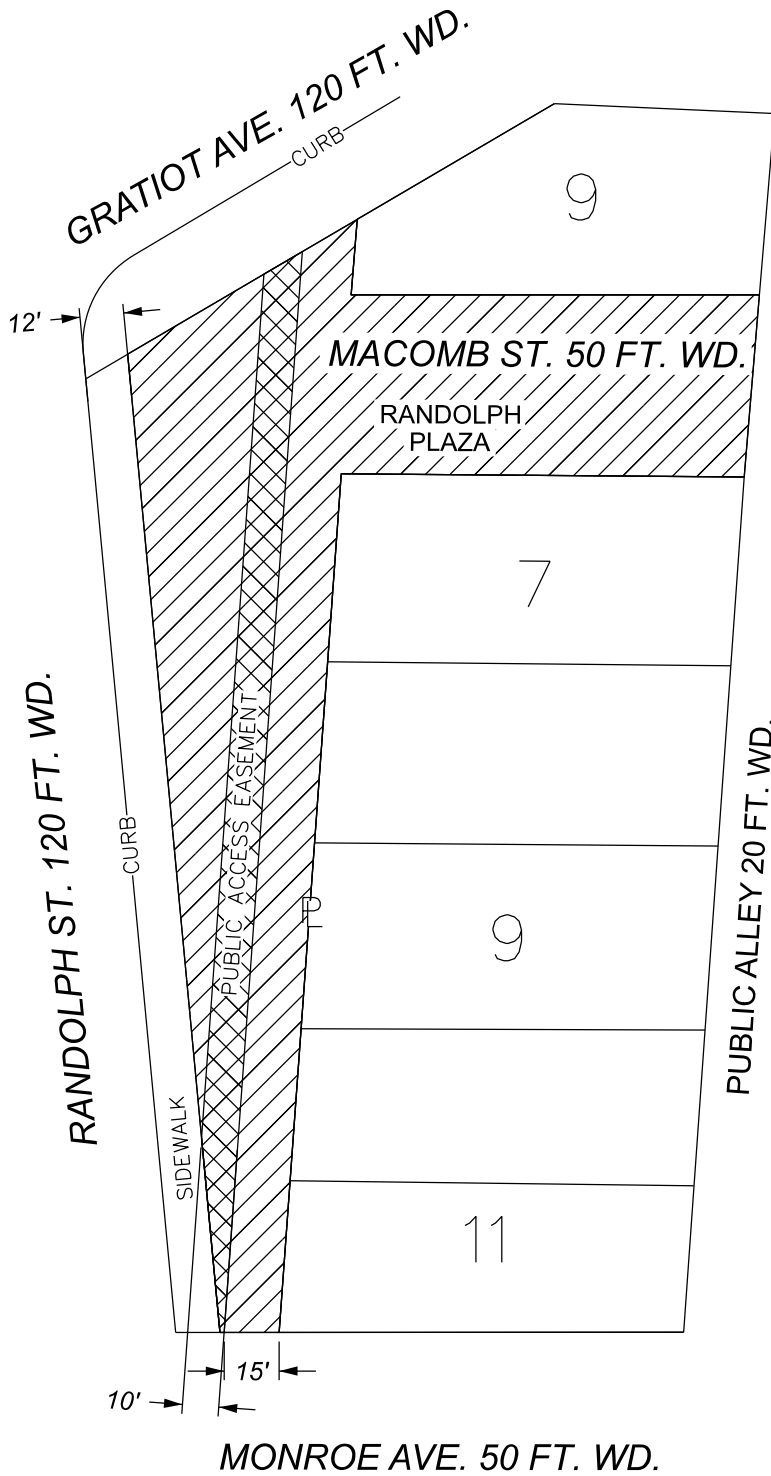 GRATIOT AVE. 120 FT. WD.
CURB
9
12'
MACOMB ST. 50 FT. WD.
RANDOLPH
PLAZA
7
RANDOLPH ST. 120 FT. WD.
CURB
PUBLIC ACCESS EASEMENT
9
PUBLIC ALLEY 20 FT. WD.
SIDEWALK
11
15'
10'
MONROE AVE. 50 FT. WD.